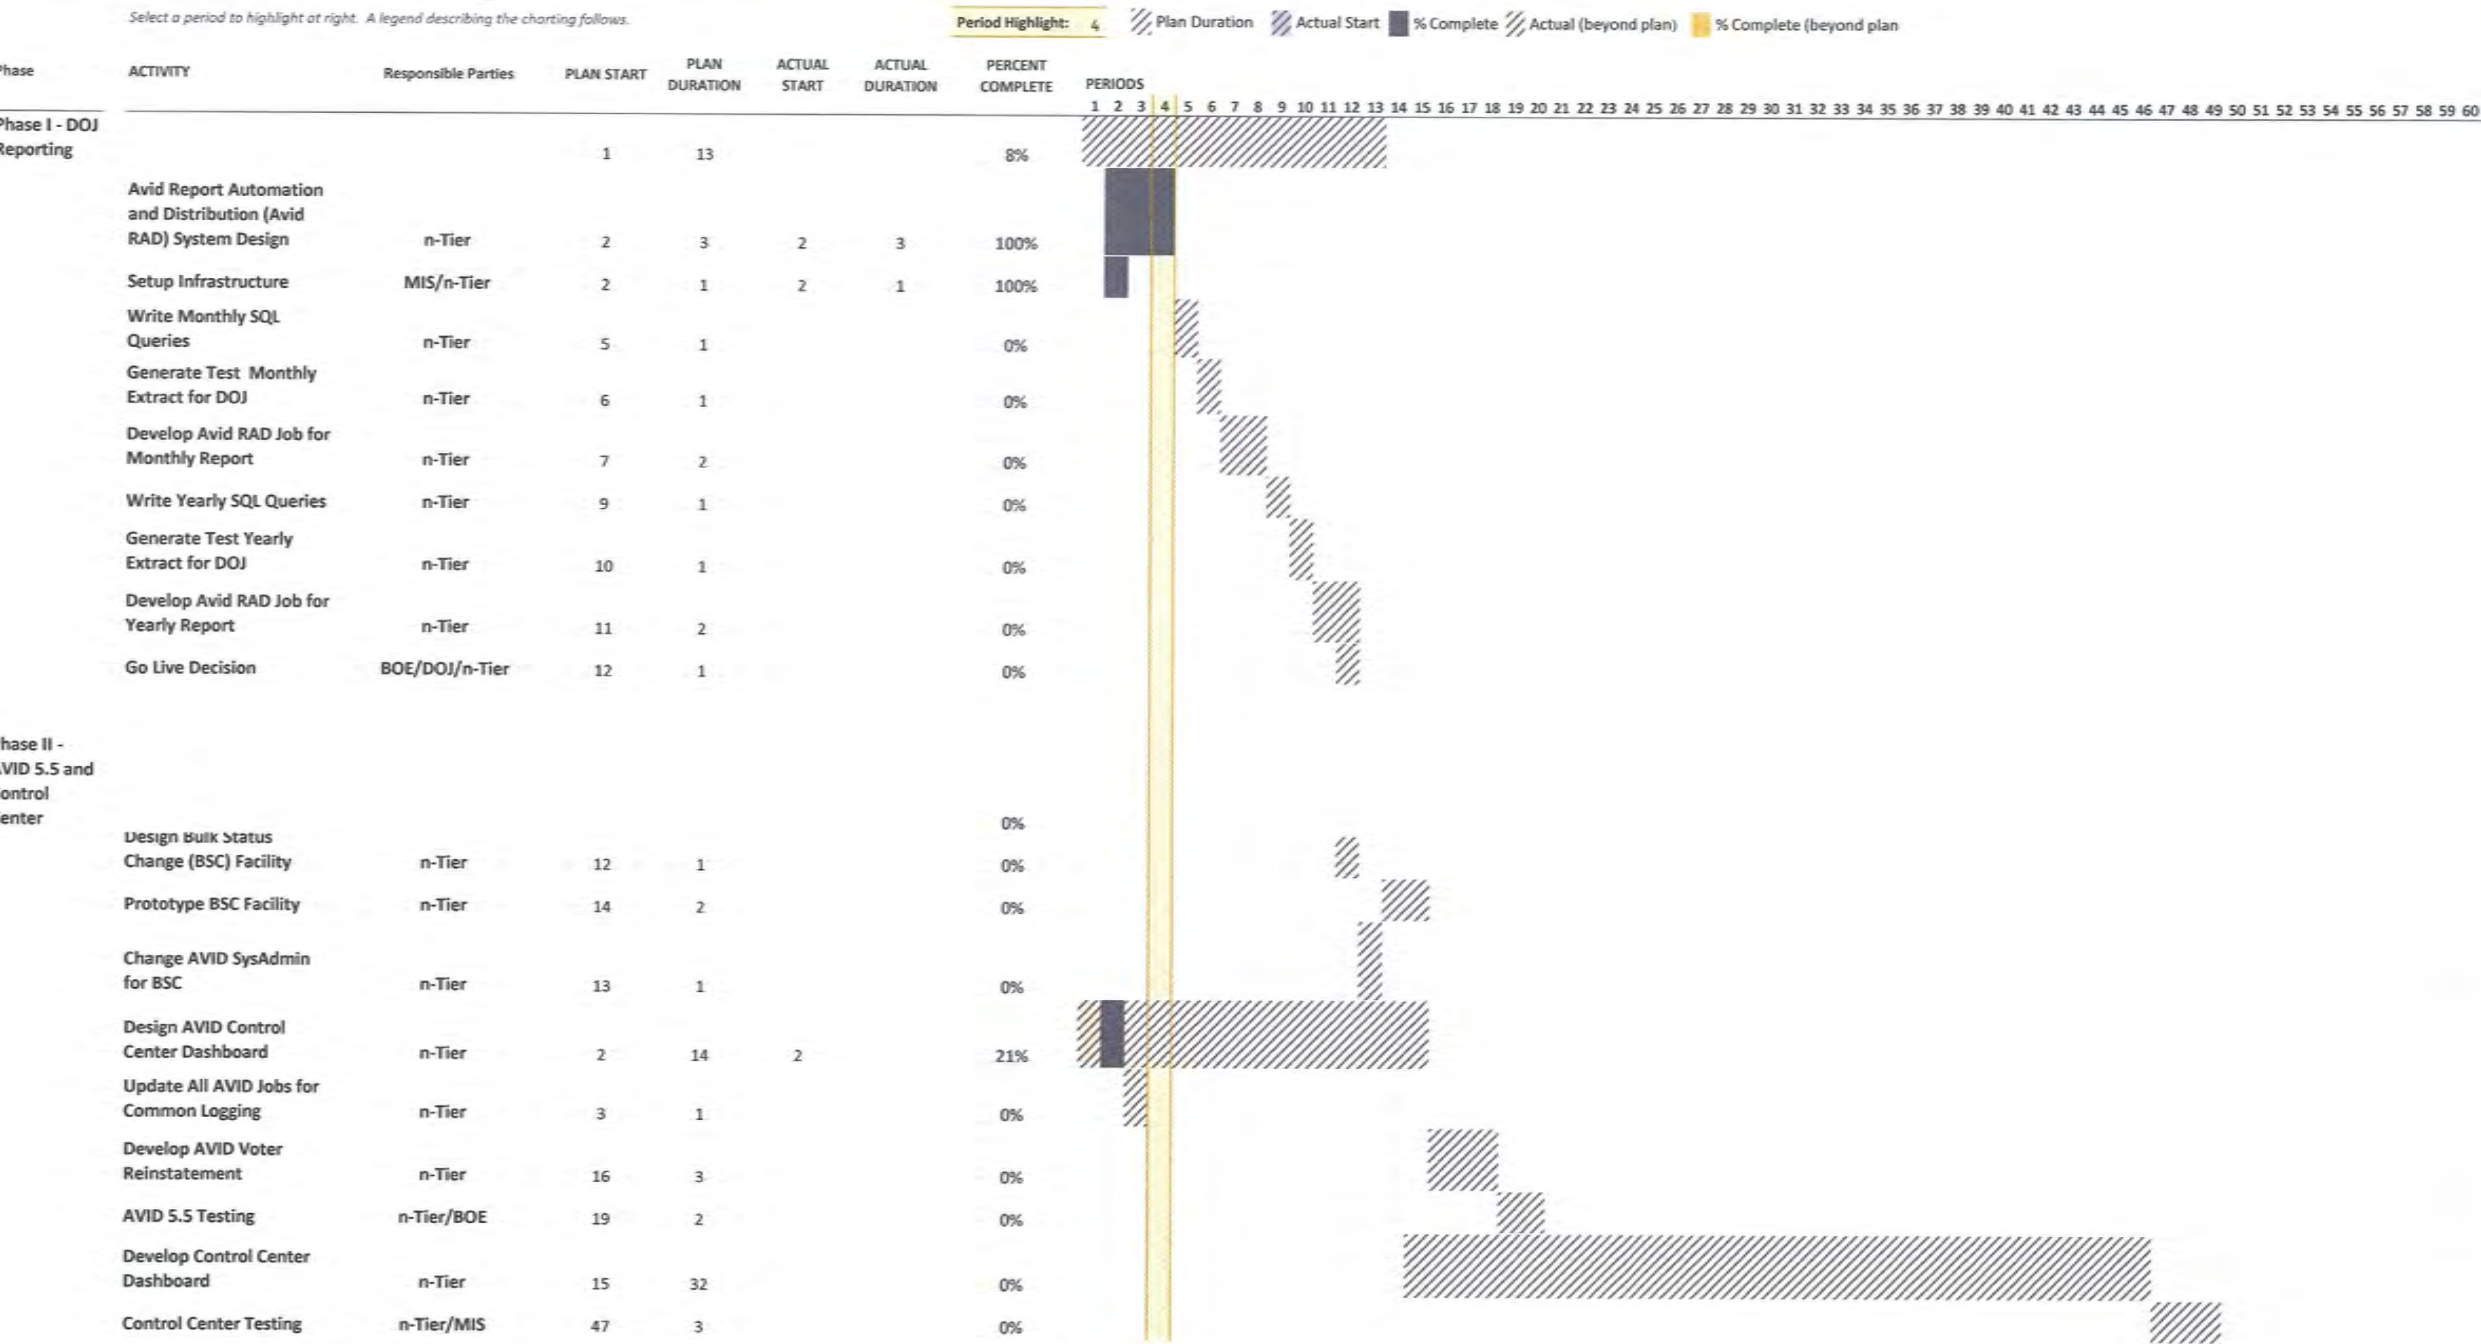 Select a period to highlight at right. A legend describing the charting follows.
Period Highlight: 4 Plan Duration Actual Start % Complete Actual (beyond plan) % Complete (beyond plan
Phase ACTIVITY Responsible Parties PLAN START PLAN DURATION ACTUAL START ACTUAL DURATION PERCENT COMPLETE PERIODS
1 2 3 4 5 6 7 8 9 10 11 12 13 14 15 16 17 18 19 20 21 22 23 24 25 26 27 28 29 30 31 32 33 34 35 36 37 38 39 40 41 42 43 44 45 46 47 48 49 50 51 52 53 54 55 56 57 58 59 60
Phase I - DOJ
Reporting
1 13 8%
Avid Report Automation
and Distribution (Avid
RAD) System Design n-Tier 2 3 2 3 100%
Setup Infrastructure MIS/n-Tier 2 1 2 1 100%
Write Monthly SQL
Queries n-Tier 5 1 0%
Generate Test Monthly
Extract for DOJ n-Tier 6 1 0%
Develop Avid RAD Job for
Monthly Report n-Tier 7 2 0%
Write Yearly SQL Queries n-Tier 9 1 0%
Generate Test Yearly
Extract for DOJ n-Tier 10 1 0%
Develop Avid RAD Job for
Yearly Report n-Tier 11 2 0%
Go Live Decision BOE/DOJ/n-Tier 12 1 0%
hase II -
VID 5.5 and
ontrol
enter 0%
Design Bulk Status
Change (BSC) Facility n-Tier 12 1 0%
Prototype BSC Facility n-Tier 14 2 0%
Change AVID SysAdmin
for BSC n-Tier 13 1 0%
Design AVID Control
Center Dashboard n-Tier 2 14 2 21%
Update All AVID Jobs for
Common Logging n-Tier 3 1 0%
Develop AVID Voter
Reinstatement n-Tier 16 3 0%
AVID 5.5 Testing n-Tier/BOE 19 2 0%
Develop Control Center
Dashboard n-Tier 15 32 0%
Control Center Testing n-Tier/MIS 47 3 0%